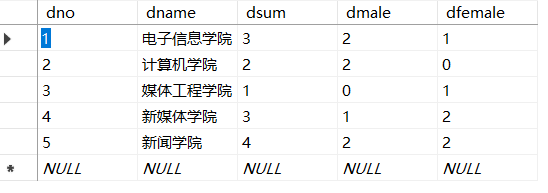 dno dname dsum dmale dfemale
1 电子信息学院 3 2 1
2 计算机学院 2 2 0
3 媒体工程学院 1 0 1
4 新媒体学院 3 1 2
5 新闻学院 4 2 2
NULL NULL NULL NULL NULL